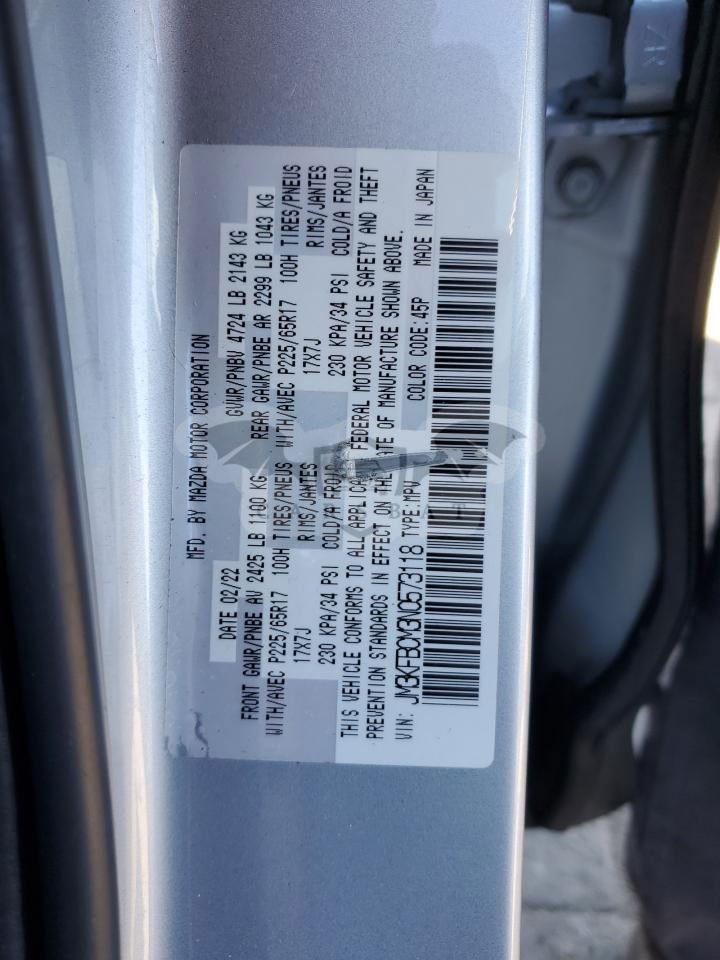 MFD. BY MAZDA MOTOR CORPORATION
DATE 02/22 GVWR/PNBV 4724 LB 2143 KG
FRONT GAWR/PNBE AV 2425 LB 1100 KG REAR GAWR/PNBE AR 2299 LB 1043 KG
WITH/AVEC P225/65R17 100H TIRES/PNEUS WITH/AVEC P225/65R17 100H TIRES/PNEUS
17X7J RIMS/JANTES 17X7J RIMS/JANTES
230 KPA/34 PSI COLD/A FROID 230 KPA/34 PSI COLD/A FROID
THIS VEHICLE CONFORMS TO ALL APPLICA FEDERAL MOTOR VEHICLE SAFETY AND THEFT
PREVENTION STANDARDS IN EFFECT ON THE DATE OF MANUFACTURE SHOWN ABOVE.
VIN: JM3KFBCM3N0573118 TYPE:MPV COLOR CODE:45P MADE IN JAPAN
ZR